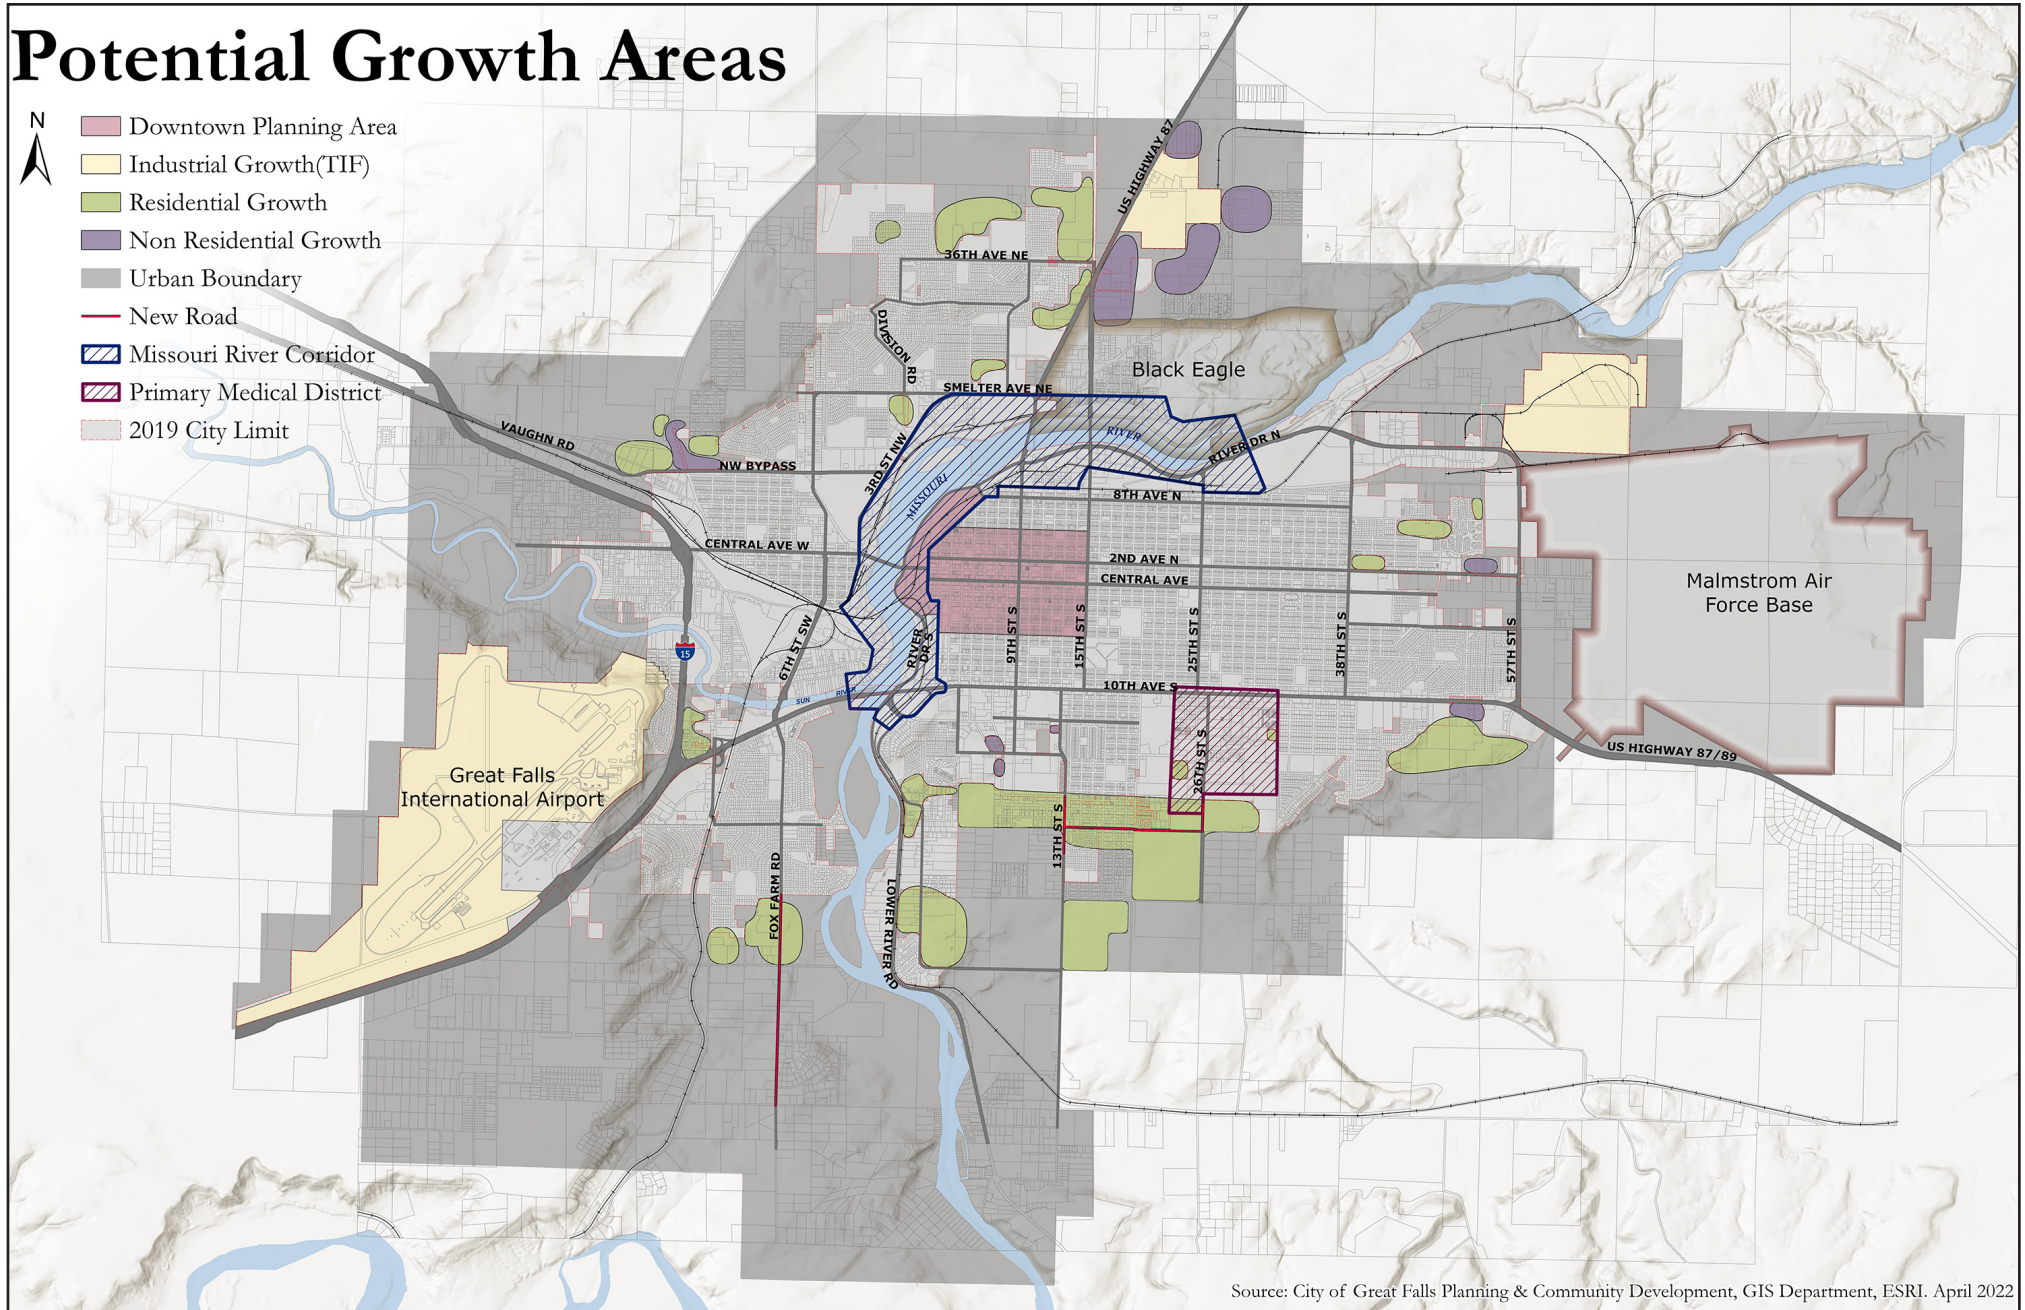 Potential Growth Areas
N
Downtown Planning Area
Industrial Growth(TIF)
Residential Growth
Non Residential Growth
Urban Boundary
New Road
Missouri River Corridor
Primary Medical District
2019 City Limit
US HIGHWAY 87
36TH AVE NE
DIVISION RD
Black Eagle
SMELTER AVE NE
VAUGHN RD
NW BYPASS
3RD ST NW
MISSOURI
RIVER
RIVER DR N
8TH AVE N
CENTRAL AVE W
2ND AVE N
CENTRAL AVE
Malmstrom Air
Force Base
15
6TH ST SW
RIVER
DR S
9TH ST S
15TH ST S
25TH ST S
38TH ST S
57TH ST S
SUN
RIVER
10TH AVE S
26TH ST S
US HIGHWAY 87/89
Great Falls
International Airport
13TH ST S
FOX FARM RD
LOWER RIVER RD
Source: City of Great Falls Planning & Community Development, GIS Department, ESRI. April 2022